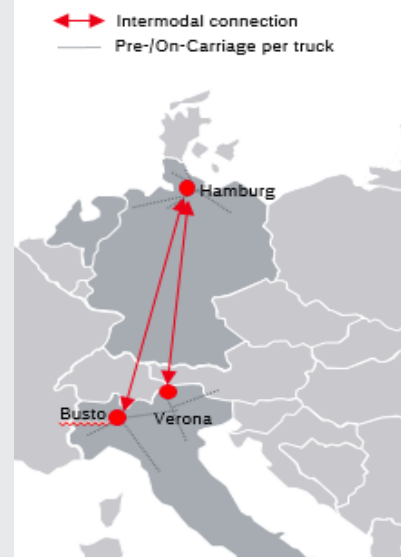 Intermodal connection
Pre-/On-Carriage per truck
Hamburg
Busto
Verona